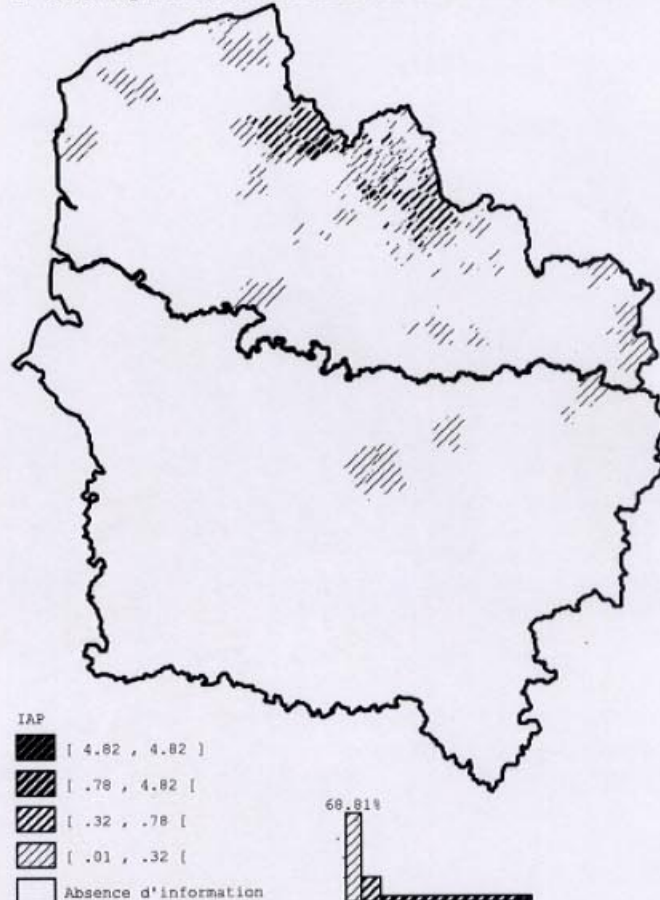 IAP
[ 4.82 , 4.82 ]
[ .78 , 4.82 [
[ .32 , .78 [
[ .01 , .32 [
Absence d'information
68.81%